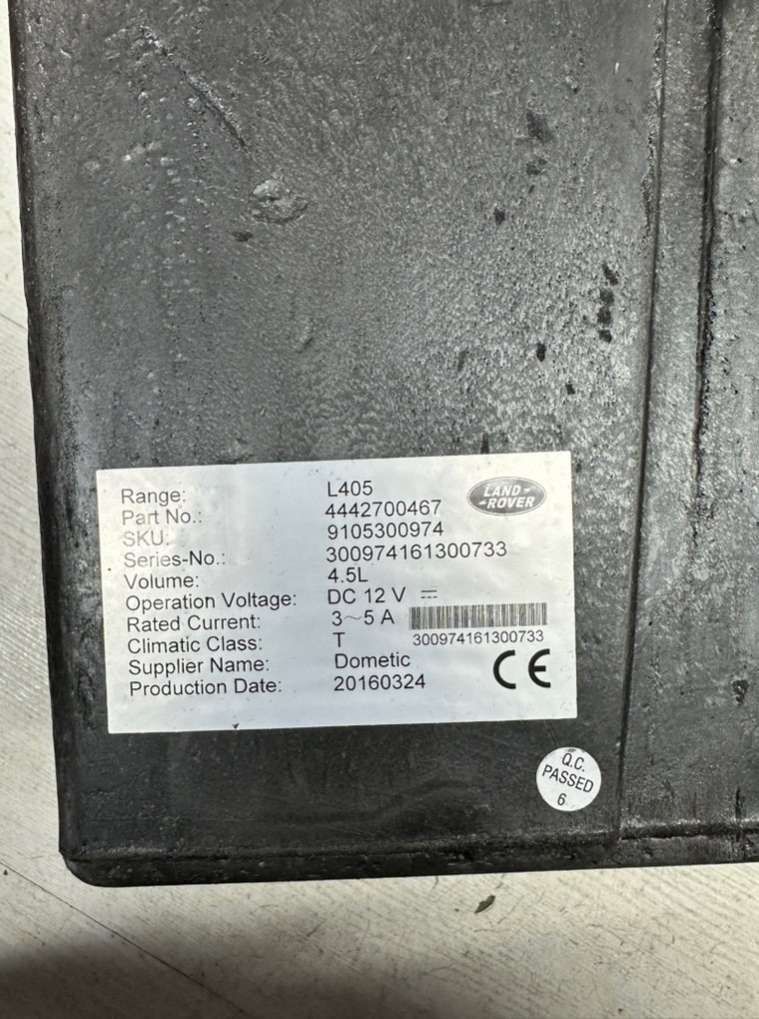 Range: L405
Part No.: 4442700467
SKU: 9105300974
Series-No.: 300974161300733
Volume: 4.5L
Operation Voltage: DC 12 V ⎓
Rated Current: 3~5 A
Climatic Class: T
Supplier Name: Dometic
Production Date: 20160324
LAND
ROVER
300974161300733
CE
Q.C.
PASSED
6